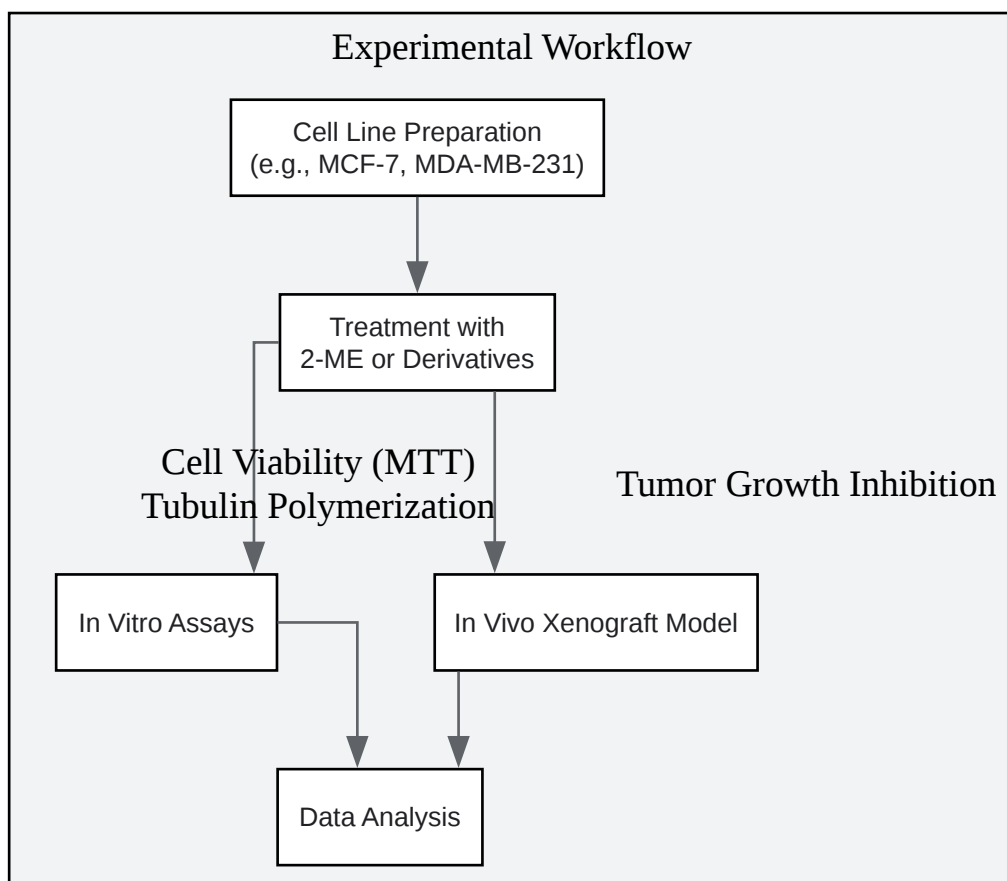 Experimental Workflow
Cell Line Preparation
(e.g., MCF-7, MDA-MB-231)
Treatment with
2-ME or Derivatives
Cell Viability (MTT)
Tubulin Polymerization
Tumor Growth Inhibition
In Vitro Assays
In Vivo Xenograft Model
Data Analysis